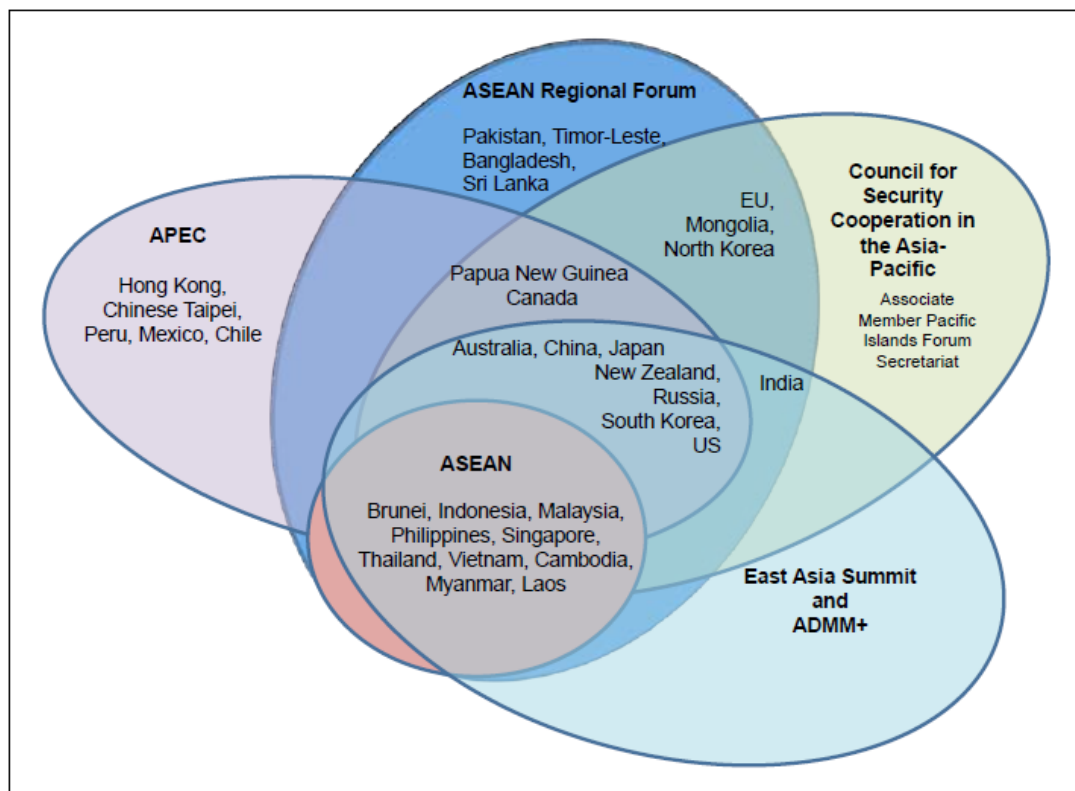 ASEAN Regional Forum
Pakistan, Timor-Leste,
Bangladesh,
Sri Lanka
Council for
Security
Cooperation in
the Asia-
Pacific
Associate
Member Pacific
Islands Forum
Secretariat
EU,
Mongolia,
North Korea
APEC
Hong Kong,
Chinese Taipei,
Peru, Mexico, Chile
Papua New Guinea
Canada
Australia, China, Japan
New Zealand,
Russia,
South Korea,
US
India
ASEAN
Brunei, Indonesia, Malaysia,
Philippines, Singapore,
Thailand, Vietnam, Cambodia,
Myanmar, Laos
East Asia Summit
and
ADMM+